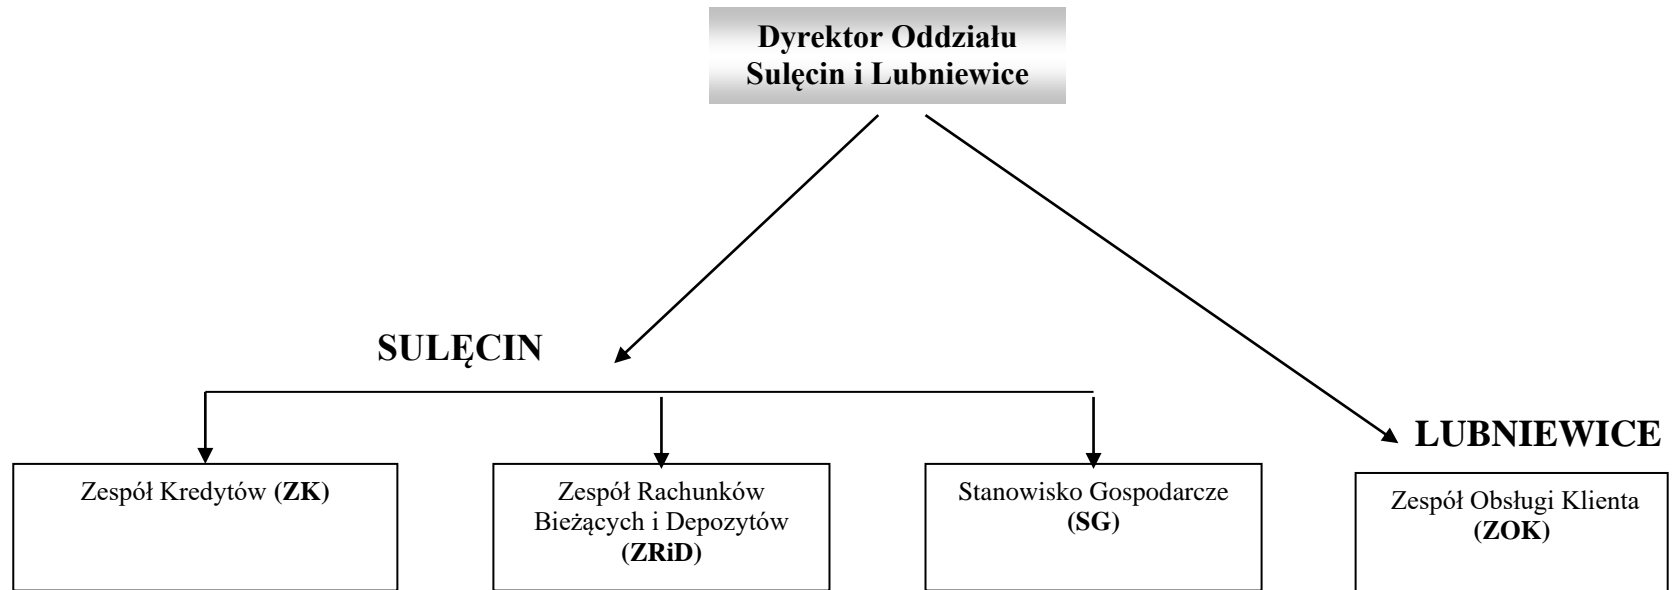 Dyrektor Oddziału
Sulęcin i Lubniewice
SULĘCIN
LUBNIEWICE
Zespół Kredytów (ZK)
Zespół Rachunków
Bieżących i Depozytów
(ZRiD)
Stanowisko Gospodarcze
(SG)
Zespół Obsługi Klienta
(ZOK)